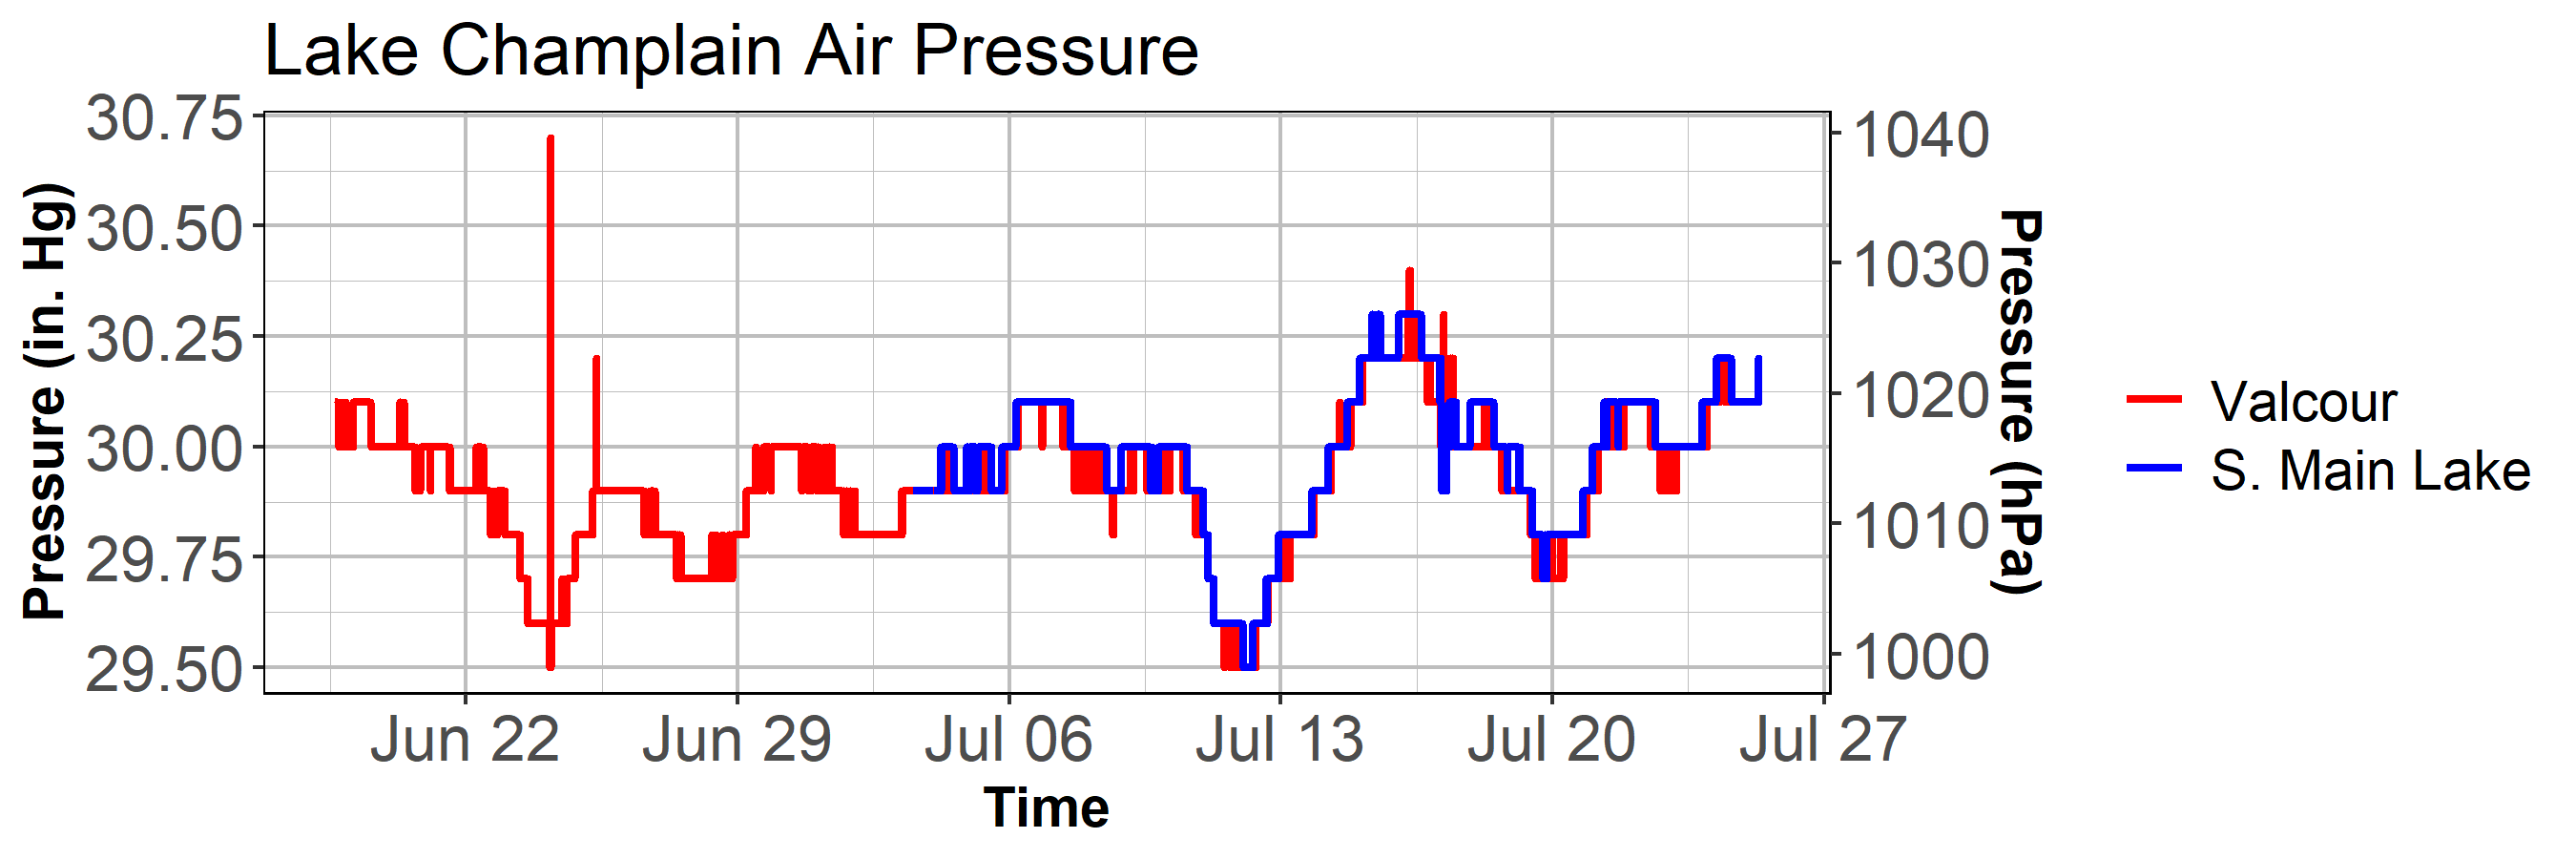 Lake Champlain Air Pressure
30.75
30.50
30.25
30.00
29.75
29.50
Pressure (in. Hg)
1040
1030
1020
1010
1000
Pressure (hPa)
Jun 22 Jun 29 Jul 06 Jul 13 Jul 20 Jul 27
Time
Valcour
S. Main Lake